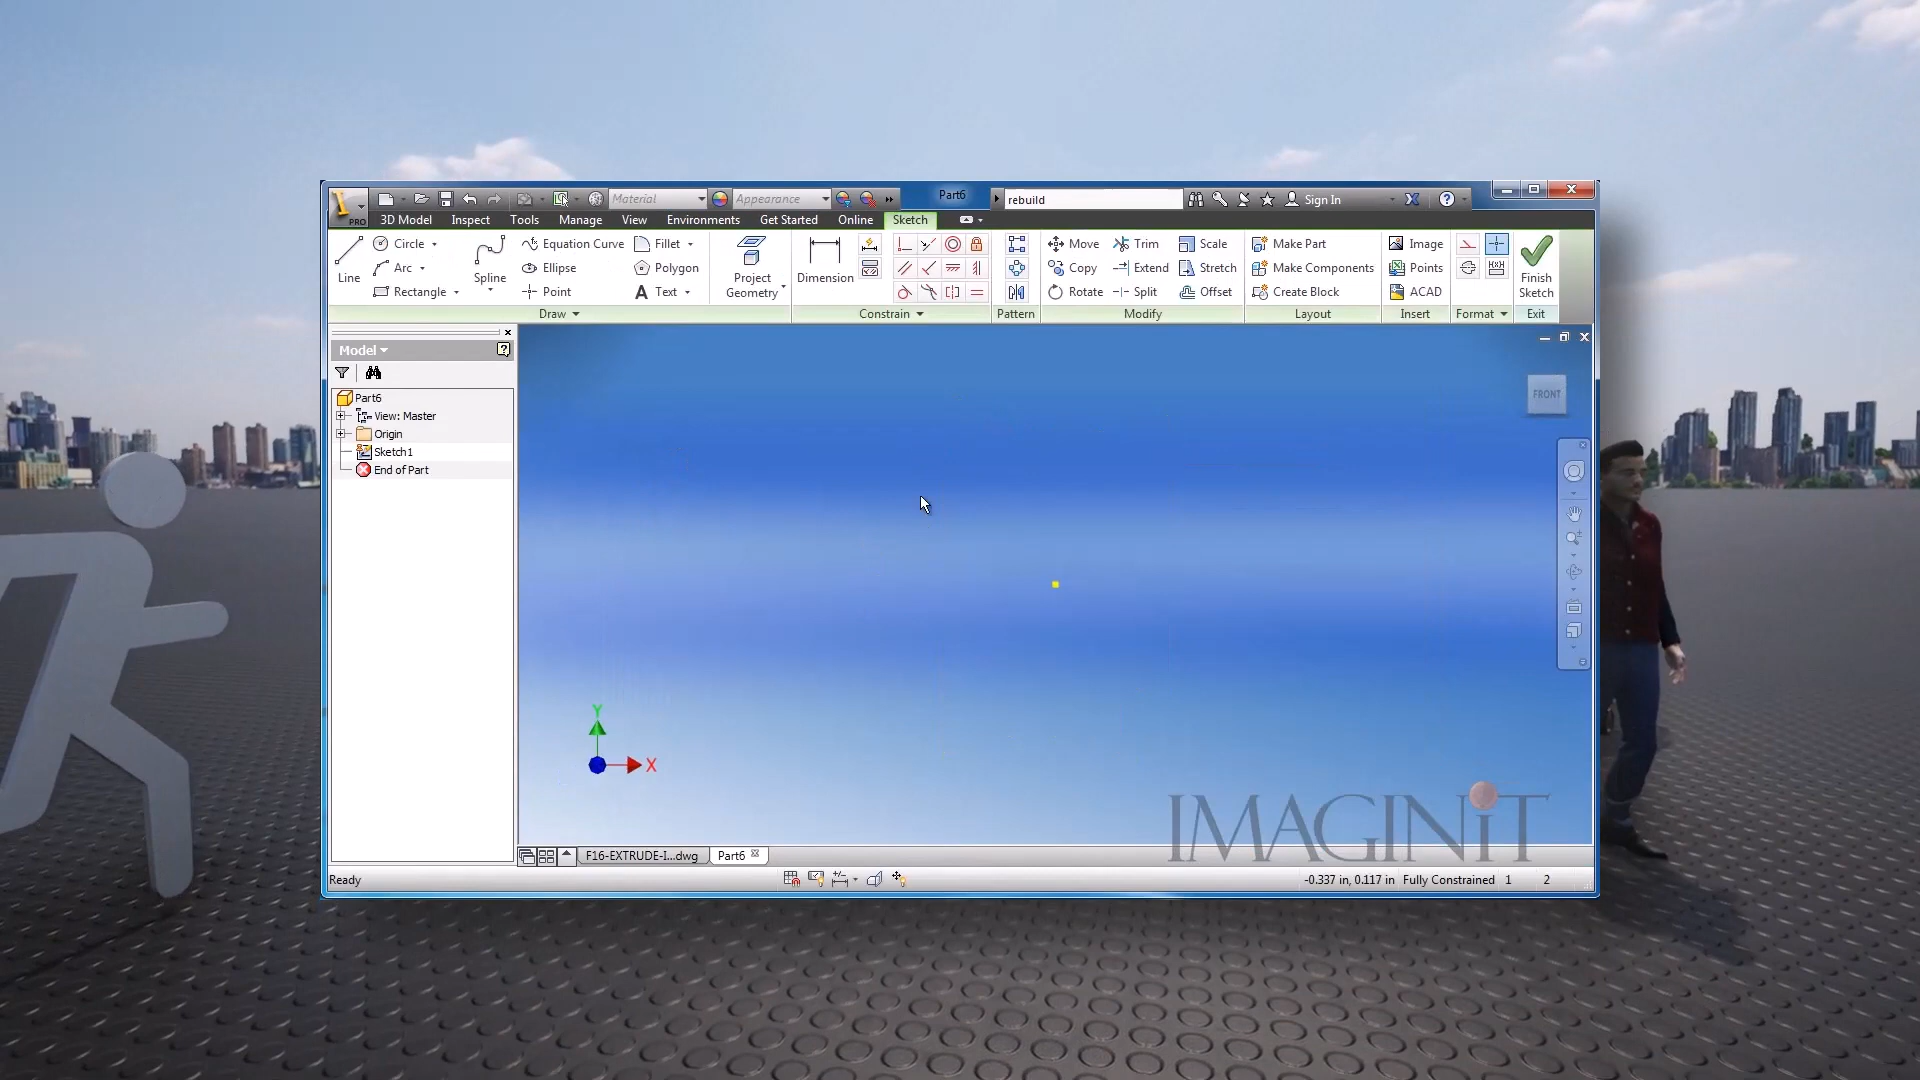 PRO
Material
Appearance
Part6
rebuild
Sign In
3D Model Inspect Tools Manage View Environments Get Started Online Sketch
Line
Circle
Arc
Rectangle
Spline
Equation Curve
Ellipse
Point
Fillet
Polygon
A Text
Project
Geometry
Dimension
Move
Copy
Rotate
Trim
Extend
Split
Scale
Stretch
Offset
Make Part
Make Components
Create Block
Image
Points
ACAD
Finish
Sketch
Draw
Constrain
Pattern
Modify
Layout
Insert
Format
Exit
Model
Part6
View: Master
Origin
Sketch1
End of Part
FRONT
Y
X
IMAGINiT
F16-EXTRUDE-I...dwg
Part6
Ready
-0.337 in, 0.117 in Fully Constrained 1 2